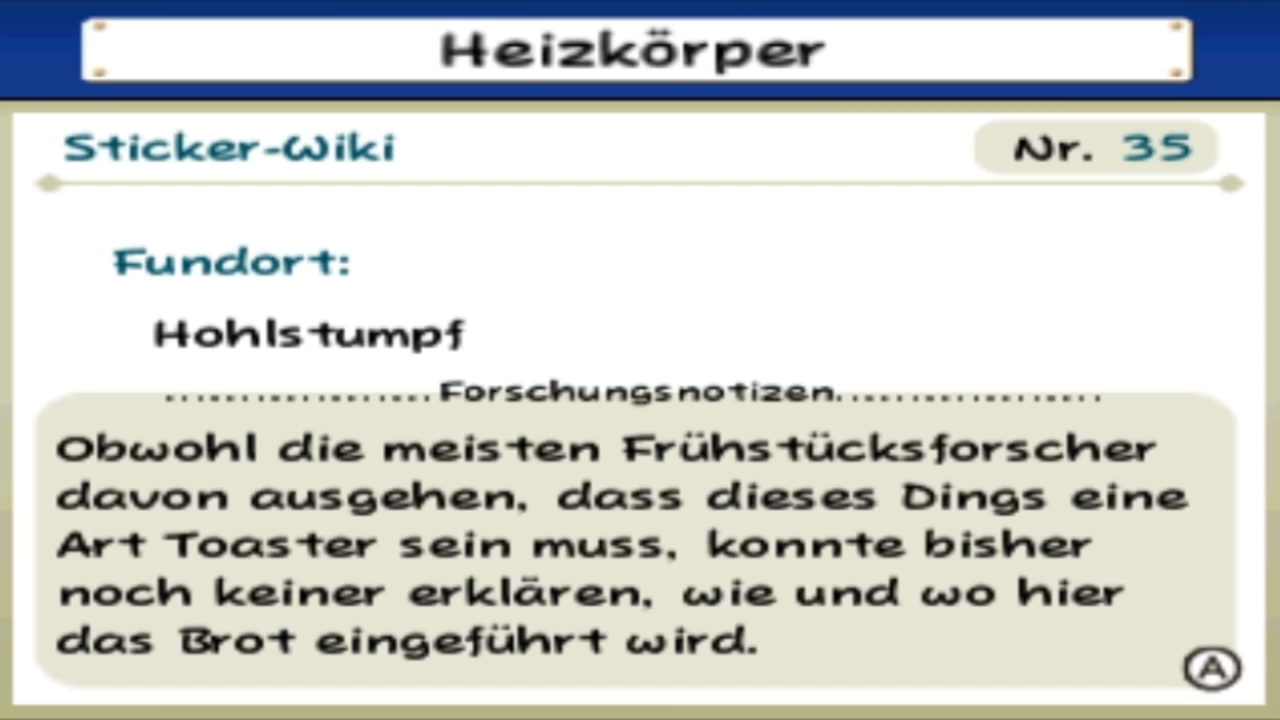 Heizkörper
Sticker-Wiki
Nr. 35
Fundort:
Hohlstumpf
Forschungsnotizen
Obwohl die meisten Frühstücksforscher
davon ausgehen, dass dieses Dings eine
Art Toaster sein muss, konnte bisher
noch keiner erklären, wie und wo hier
das Brot eingeführt wird.
A